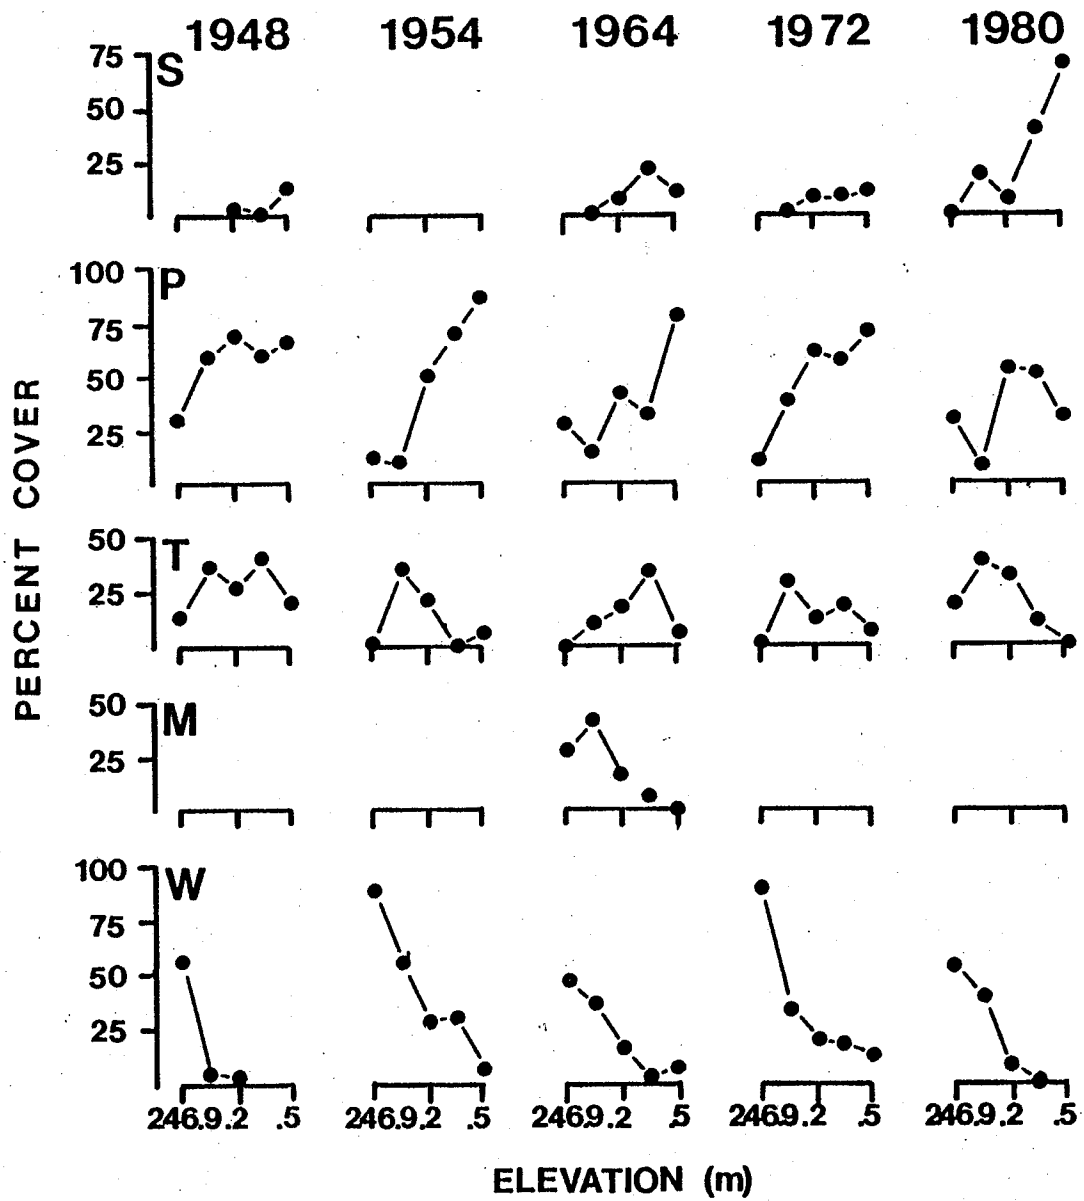 1948 1954 1964 1972 1980
75 S
50
25
100 P
75
50
25
50 T
25
50 M
25
100 W
75
50
25
246.9 .2 .5 246.9 .2 .5 246.9 .2 .5 246.9 .2 .5 246.9 .2 .5
ELEVATION (m)
PERCENT COVER